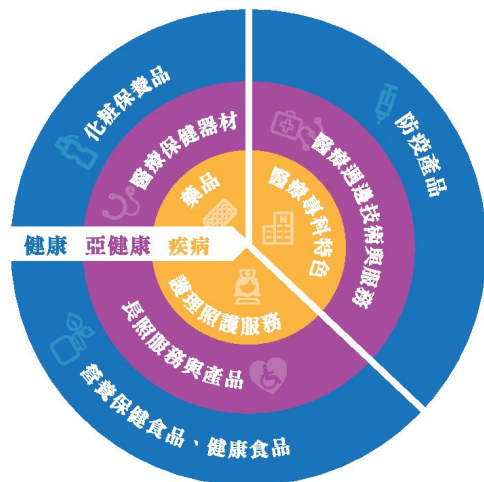 化粧保養品
醫療保健器材
藥品
防疫產品
醫療週邊技術與服務
醫療專科特色
健康 亞健康 疾病
護理照護服務
長照服務與產品
營養保健食品、健康食品